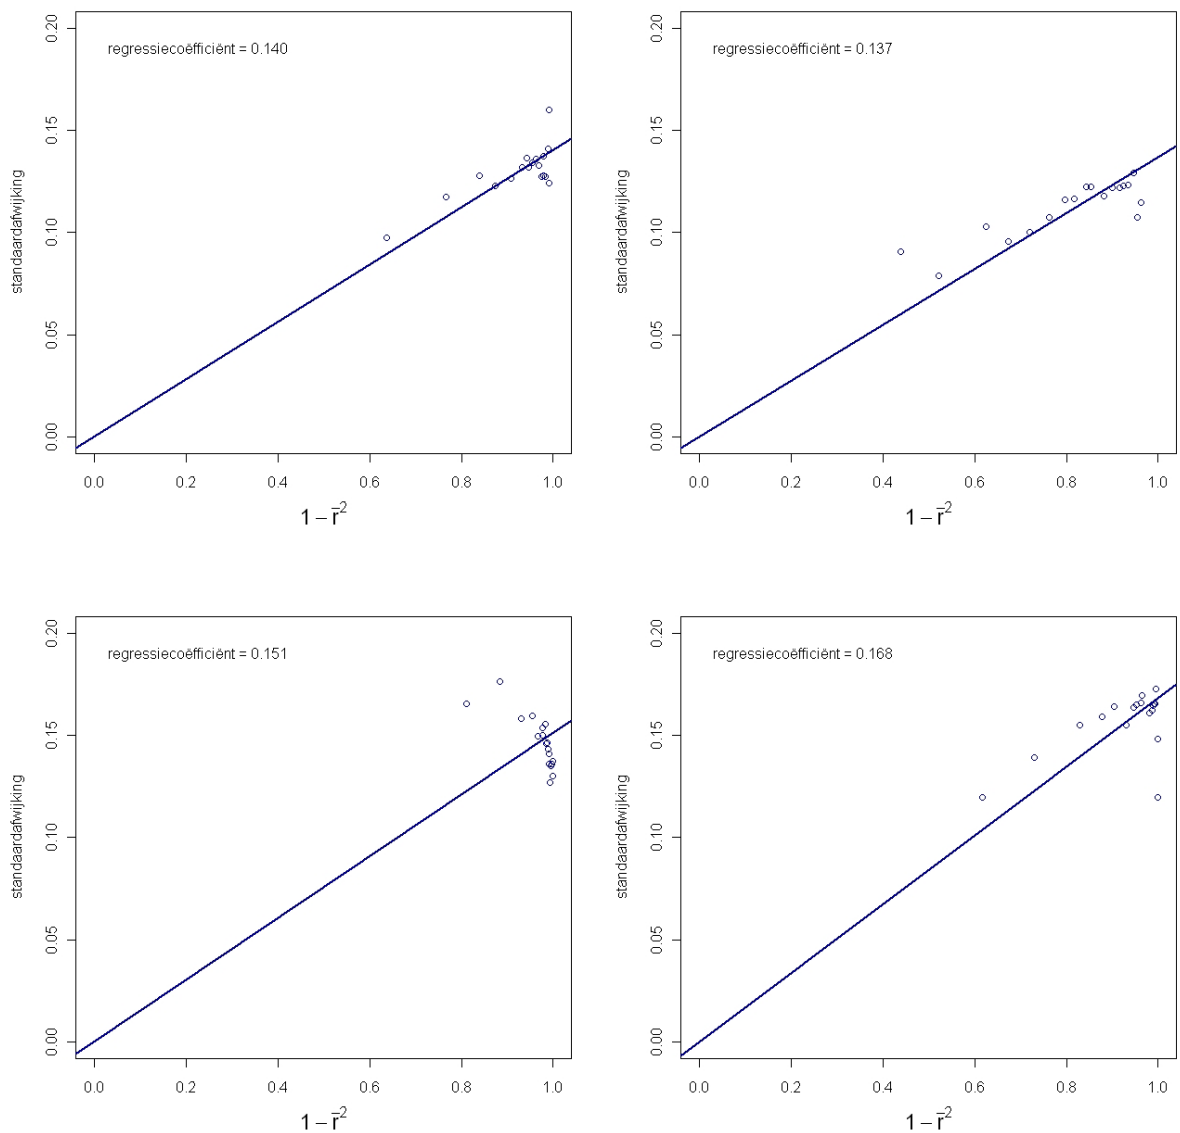 regressiecoëfficiënt = 0.140
standaardafwijking
0.20
0.15
0.10
0.05
0.00
0.0 0.2 0.4 0.6 0.8 1.0
1 – r̄²
regressiecoëfficiënt = 0.137
standaardafwijking
0.20
0.15
0.10
0.05
0.00
0.0 0.2 0.4 0.6 0.8 1.0
1 – r̄²
regressiecoëfficiënt = 0.151
standaardafwijking
0.20
0.15
0.10
0.05
0.00
0.0 0.2 0.4 0.6 0.8 1.0
1 – r̄²
regressiecoëfficiënt = 0.168
standaardafwijking
0.20
0.15
0.10
0.05
0.00
0.0 0.2 0.4 0.6 0.8 1.0
1 – r̄²